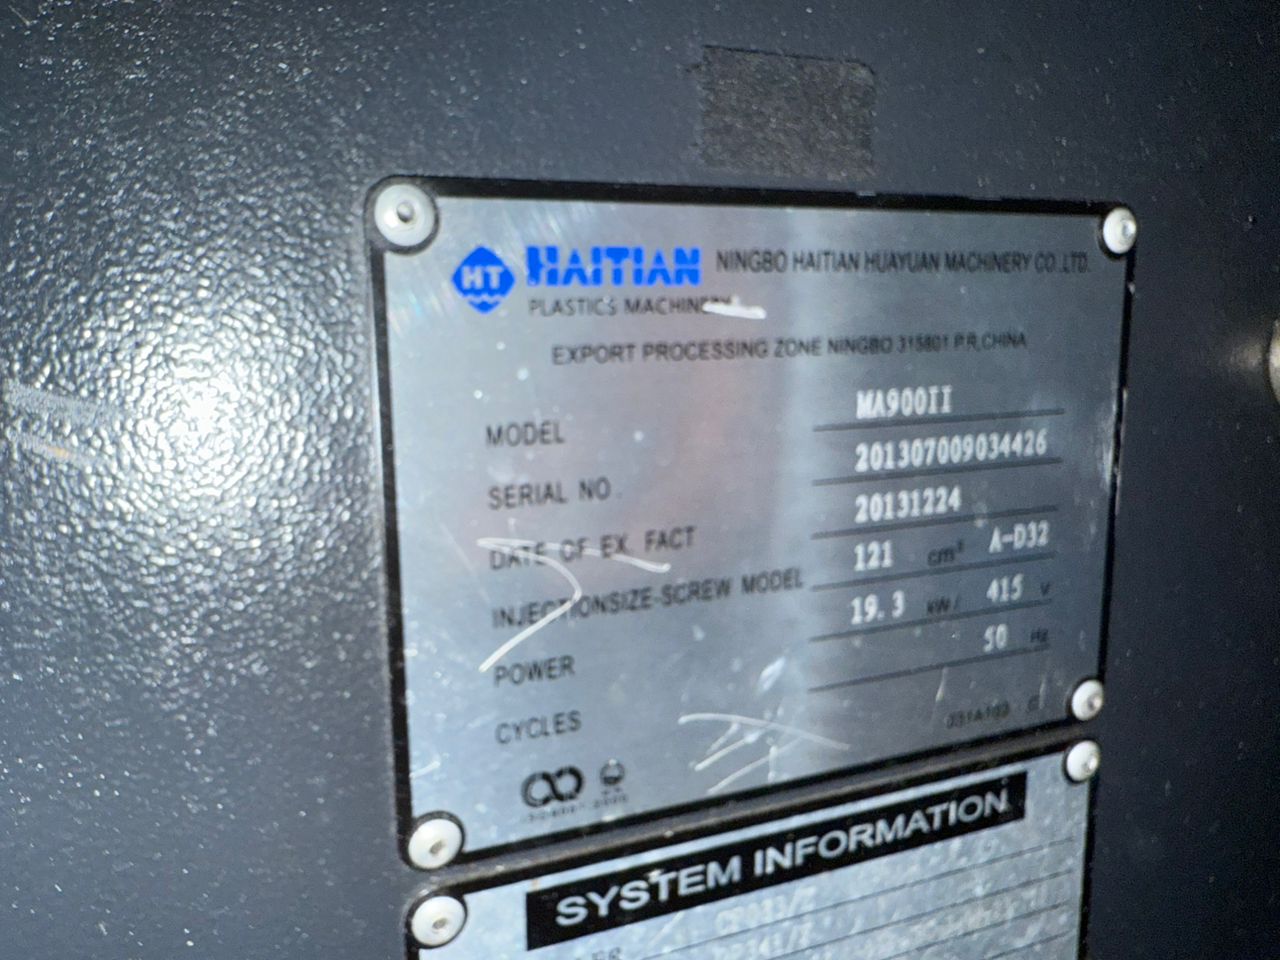 HT HAITIAN NINGBO HAITIAN HUAYUAN MACHINERY CO.,LTD.
PLASTICS MACHINERY
EXPORT PROCESSING ZONE NINGBO 315801 P.R.CHINA
MODEL MA900II
SERIAL NO. 201307009034426
DATE OF EX. FACT 20131224
INJECTIONSIZE-SCREW MODEL 121 cm³ A-D32
POWER 19.3 kW/ 415 V
CYCLES 50 Hz
SYSTEM INFORMATION